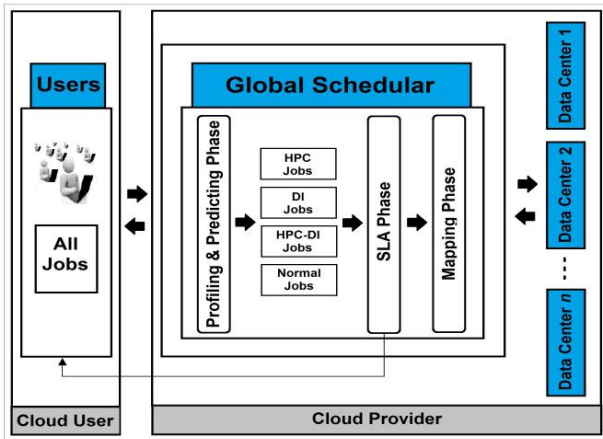 Users
All
Jobs
Cloud User
Global Schedular
Profiling & Predicting Phase
HPC
Jobs
DI
Jobs
HPC-DI
Jobs
Normal
Jobs
SLA Phase
Mapping Phase
Data Center 1
Data Center 2
Data Center n
Cloud Provider